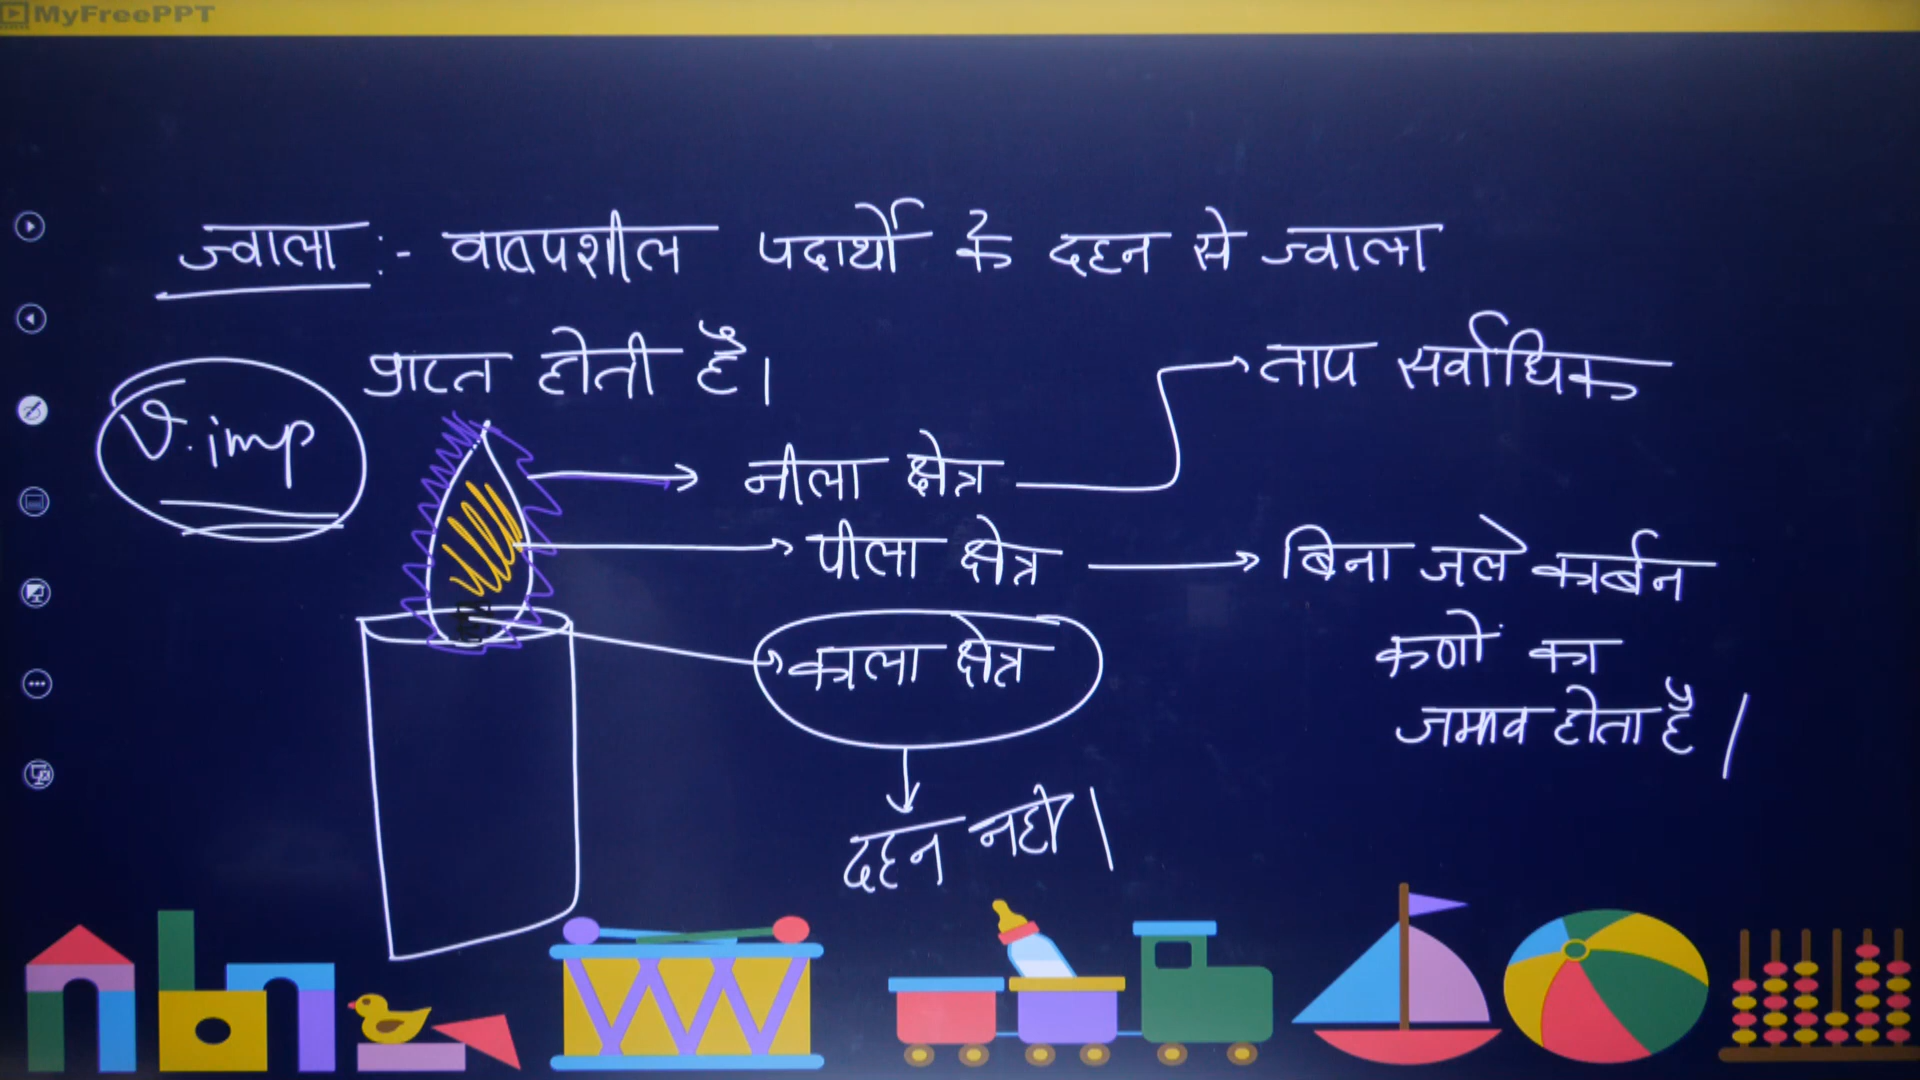 MyFreePPT
ज्वाला :- वाष्पशील पदार्थों के दहन से ज्वाला
प्राप्त होती है।
V. imp
ताप सर्वाधिक
नीला क्षेत्र
पीला क्षेत्र
बिना जले कार्बन
कणों का
जमाव होता है।
काला क्षेत्र
दहन नहीं।